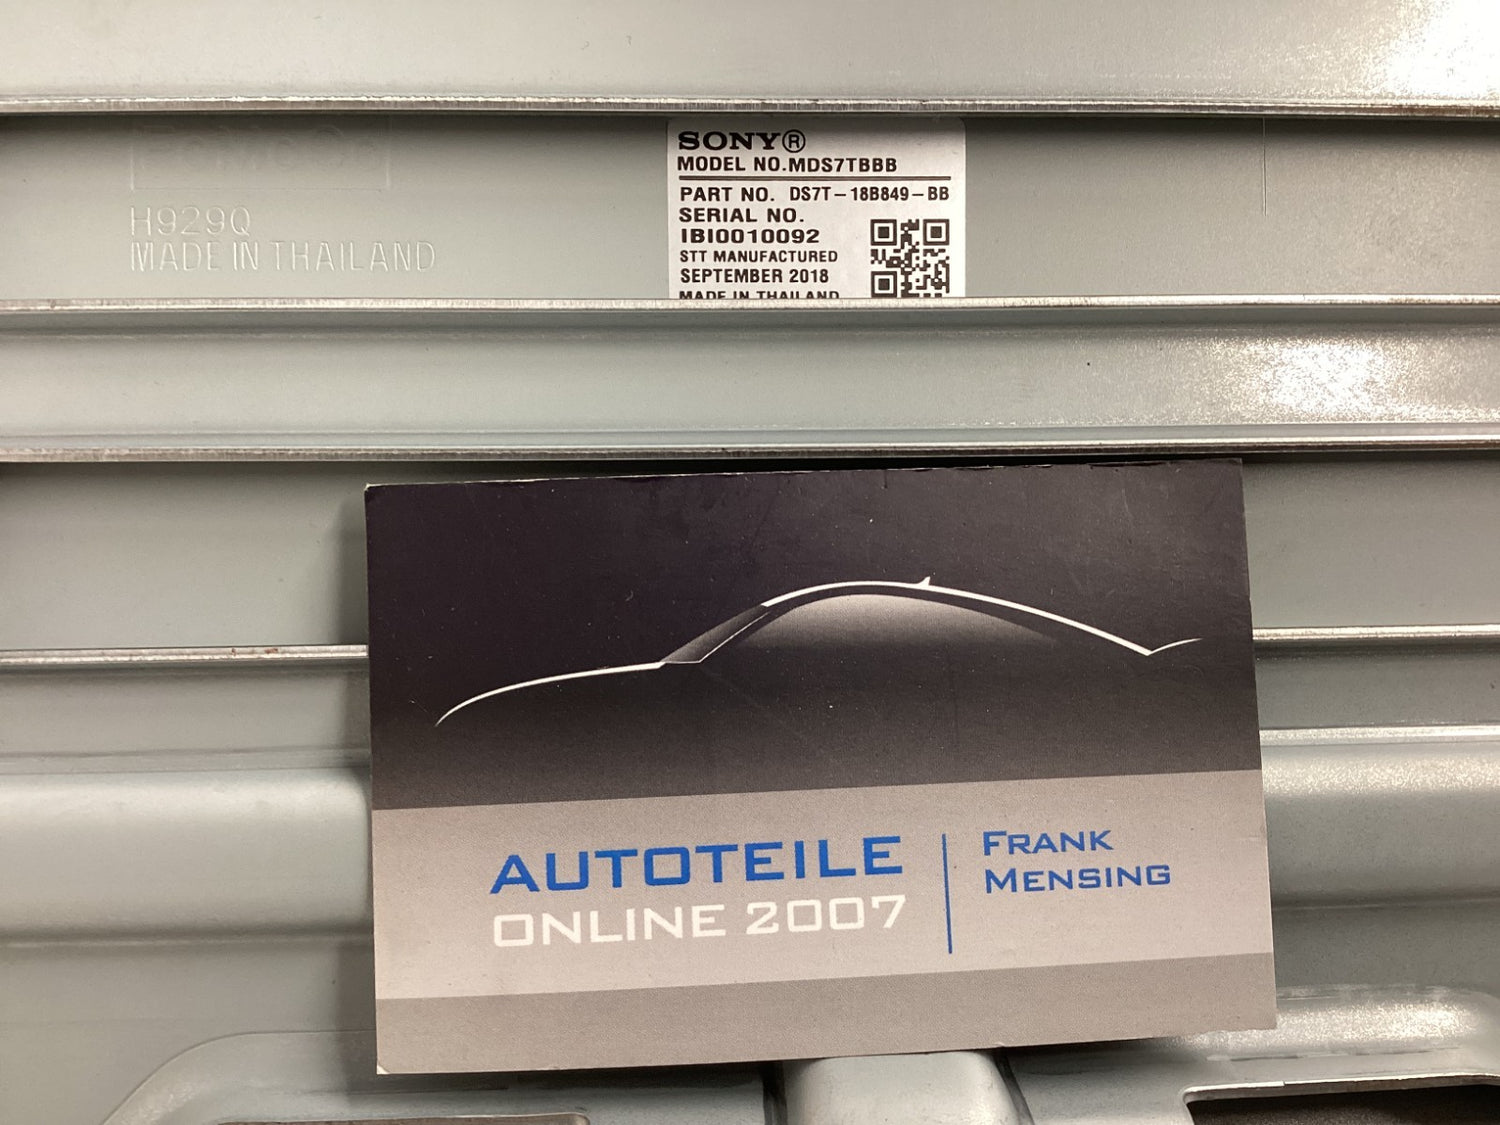 SONY®
MODEL NO.MDS7TBBB
PART NO. DS7T-18B849-BB
SERIAL NO.
IBI0010092
STT MANUFACTURED
SEPTEMBER 2018
MADE IN THAILAND
H929Q
MADE IN THAILAND
AUTOTEILE
ONLINE 2007
FRANK
MENSING